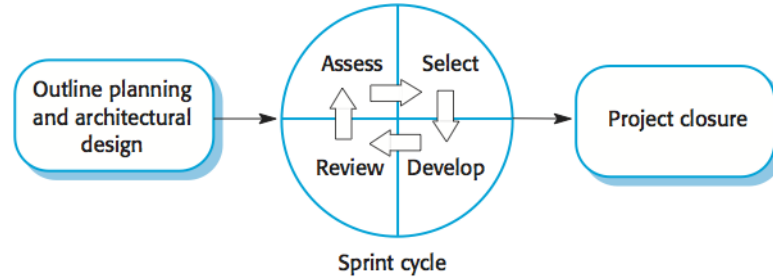 Outline planning
and architectural
design
Assess
Select
Review
Develop
Project closure
Sprint cycle